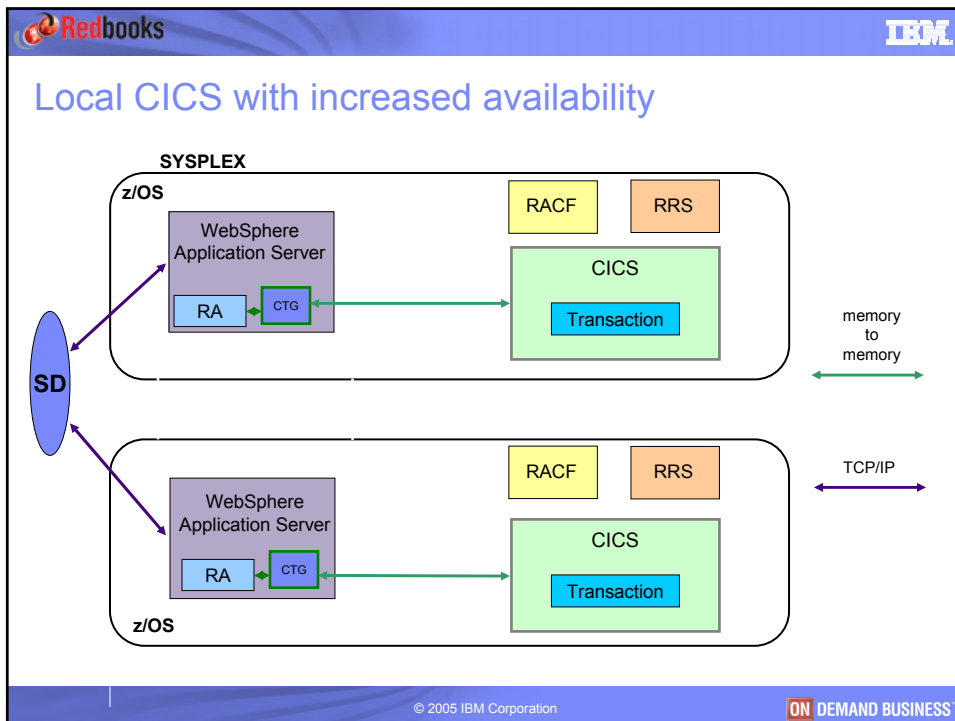 Redbooks
IBM
Local CICS with increased availability
SYSPLEX
z/OS
WebSphere
Application Server
RA
CTG
RACF
RRS
CICS
Transaction
SD
memory
to
memory
WebSphere
Application Server
RA
CTG
RACF
RRS
CICS
Transaction
z/OS
TCP/IP
© 2005 IBM Corporation
ON DEMAND BUSINESS™